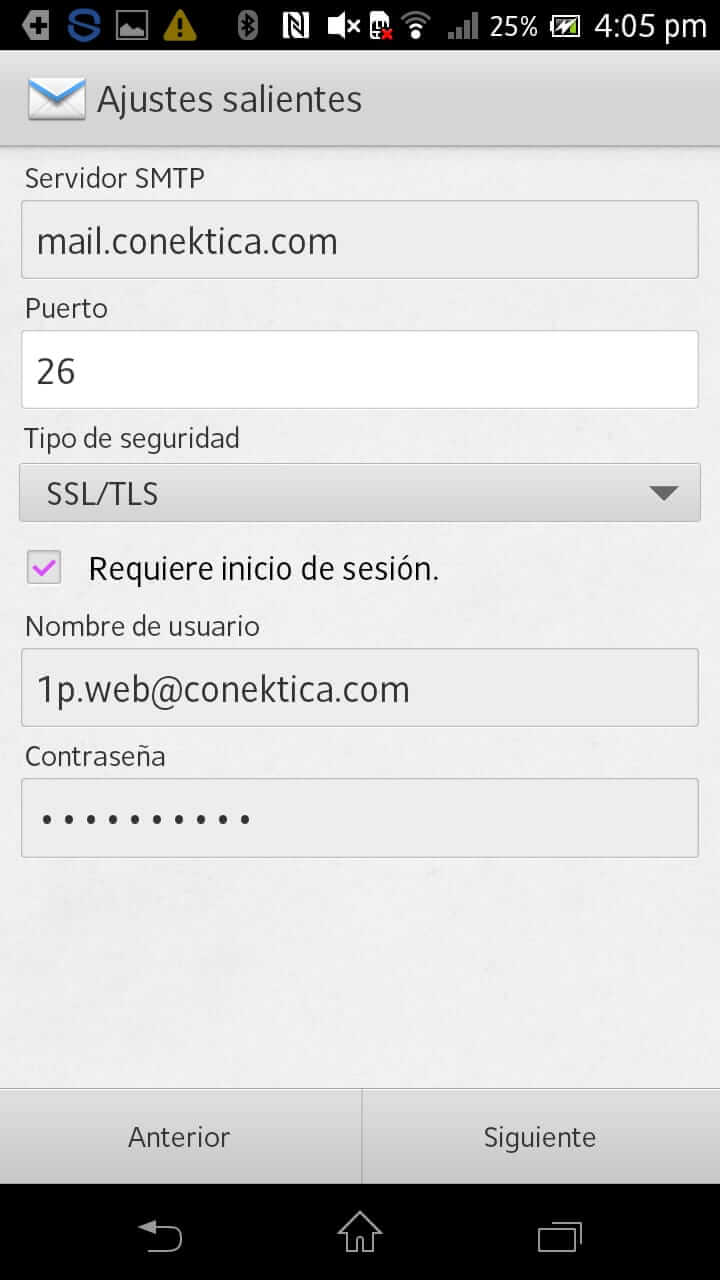 25% 4:05 pm
Ajustes salientes
Servidor SMTP
mail.conektica.com
Puerto
26
Tipo de seguridad
SSL/TLS
Requiere inicio de sesión.
Nombre de usuario
1p.web@conektica.com
Contraseña
••••••••••
Anterior Siguiente